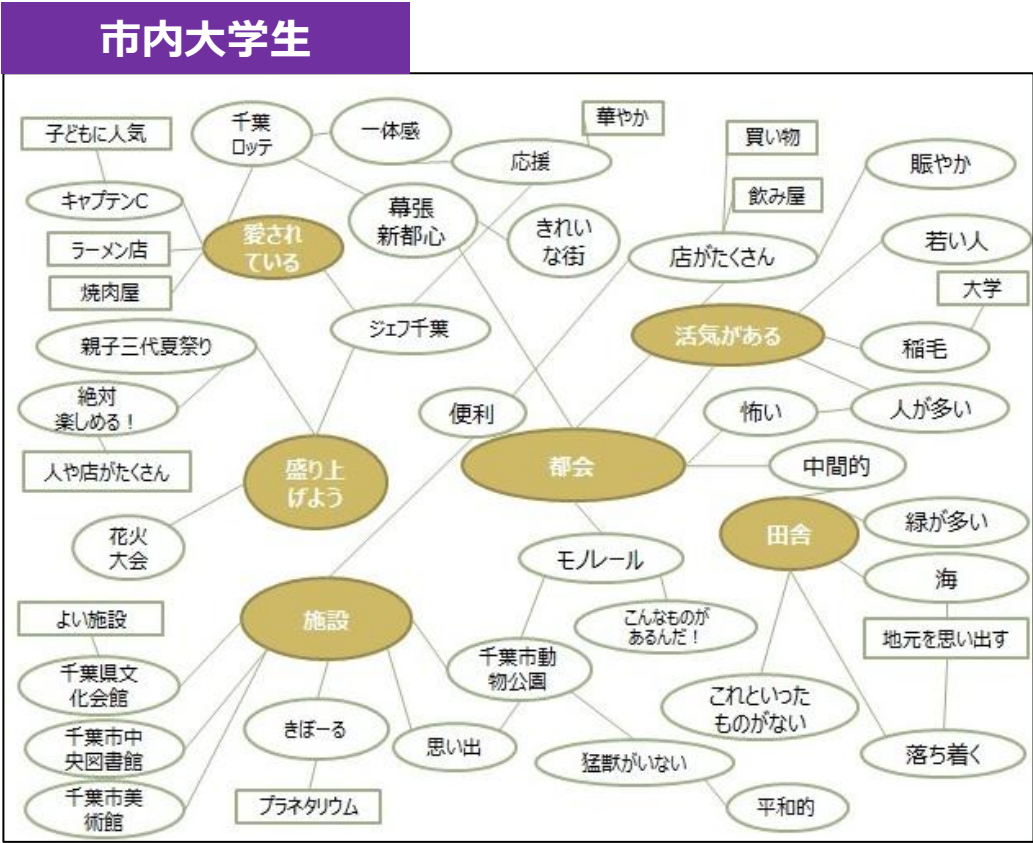 市内大学生
子どもに人気
千葉
ロッテ
一体感
華やか
応援
買い物
賑やか
飲み屋
キャプテンC
愛され
ている
幕張
新都心
きれい
な街
店がたくさん
若い人
ラーメン店
焼肉屋
大学
ジェフ千葉
活気がある
稲毛
親子三代夏祭り
絶対
楽しめる!
便利
怖い
人が多い
人や店がたくさん
盛り上
げよう
都会
中間的
花火
大会
田舎
緑が多い
モノレール
海
よい施設
施設
こんなものが
あるんだ!
地元を思い出す
千葉県文
化会館
千葉市動
物公園
これといった
ものがない
きぼーる
思い出
千葉市中
央図書館
猛獣がいない
落ち着く
千葉市美
術館
プラネタリウム
平和的